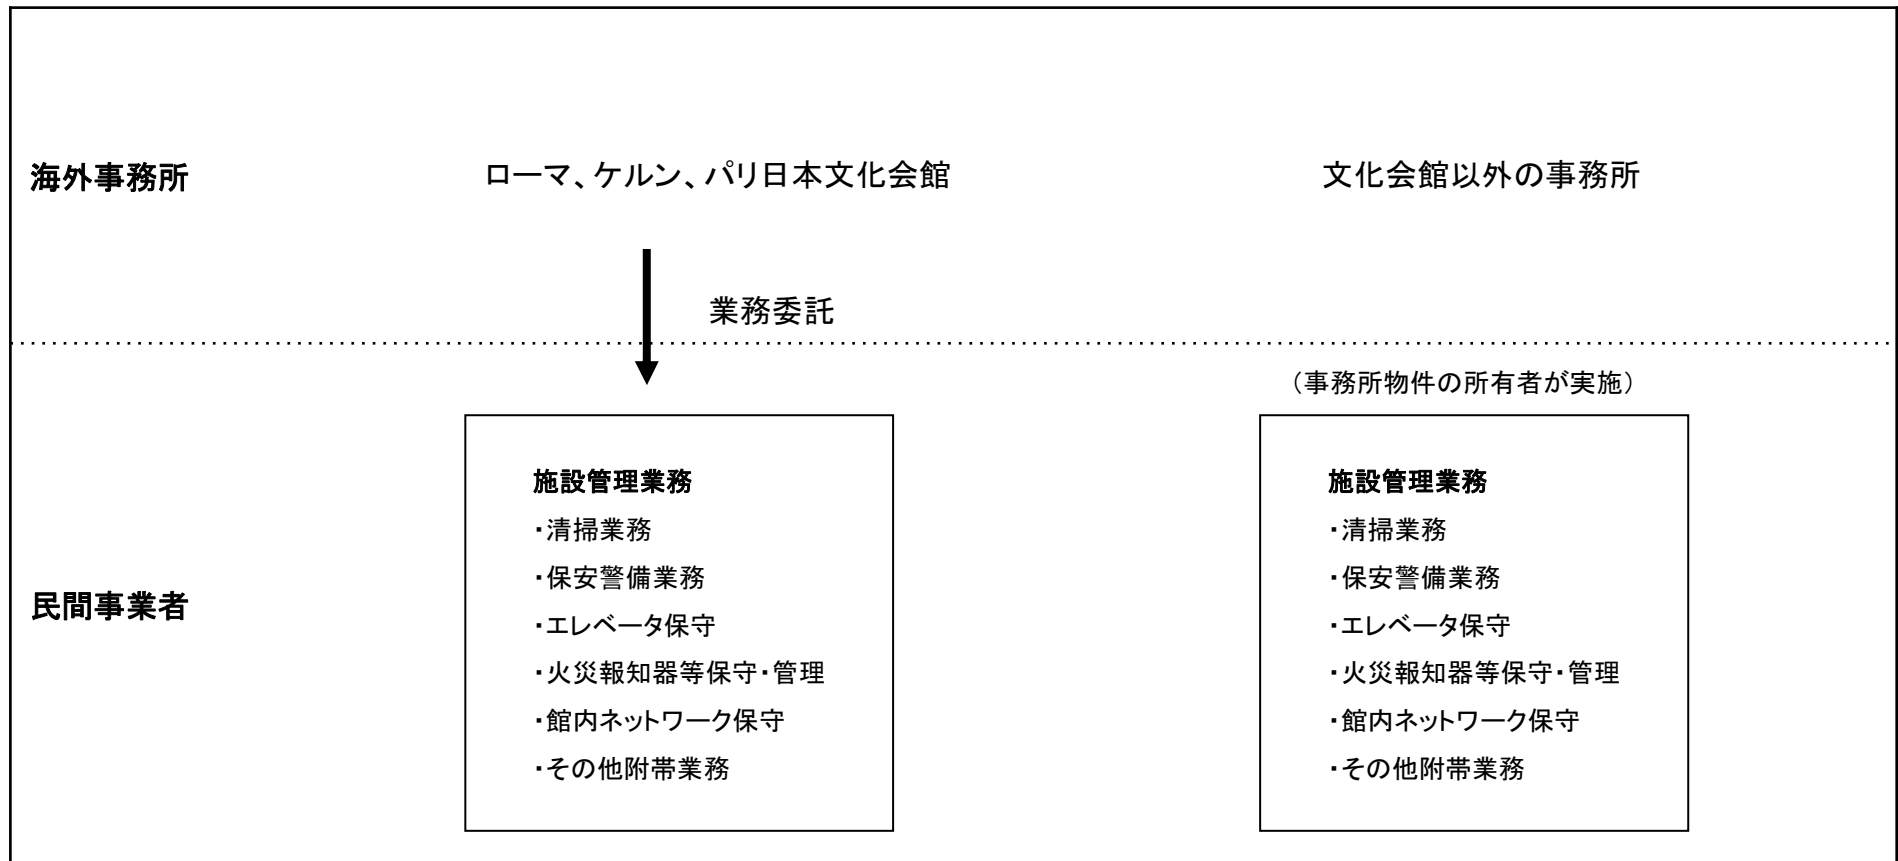 海外事務所
ローマ、ケルン、パリ日本文化会館
文化会館以外の事務所
業務委託
（事務所物件の所有者が実施）
民間事業者
施設管理業務
・清掃業務
・保安警備業務
・エレベータ保守
・火災報知器等保守・管理
・館内ネットワーク保守
・その他附帯業務
施設管理業務
・清掃業務
・保安警備業務
・エレベータ保守
・火災報知器等保守・管理
・館内ネットワーク保守
・その他附帯業務